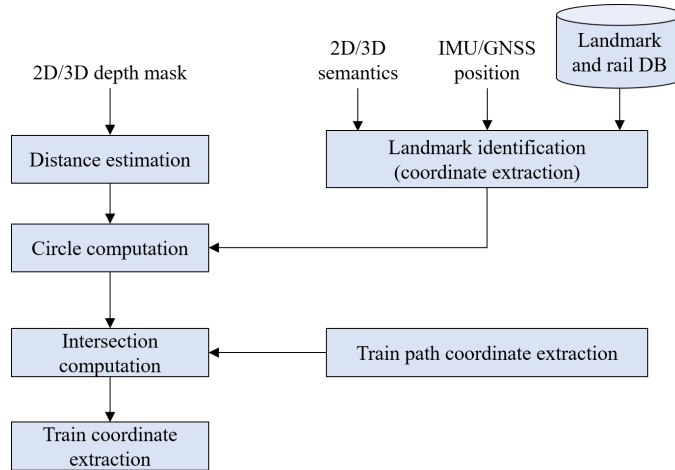 2D/3D depth mask
2D/3D
semantics
IMU/GNSS
position
Landmark
and rail DB
Distance estimation
Landmark identification
(coordinate extraction)
Circle computation
Intersection
computation
Train path coordinate extraction
Train coordinate
extraction